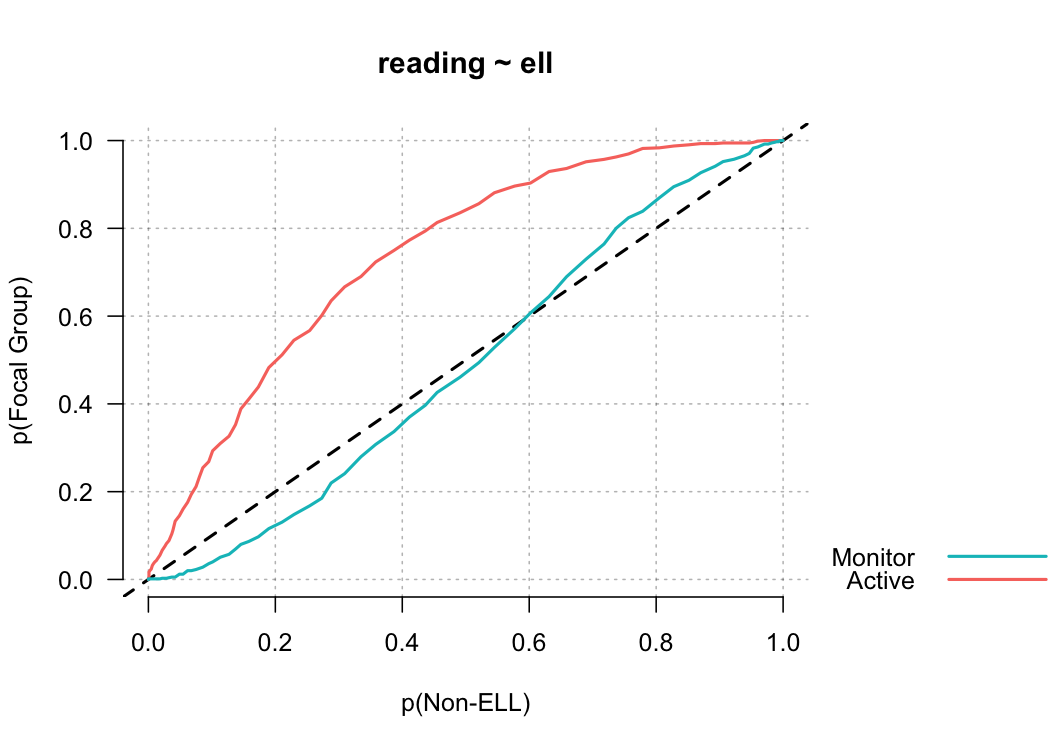 reading ~ ell
p(Focal Group)
1.0
0.8
0.6
0.4
0.2
0.0
0.0 0.2 0.4 0.6 0.8 1.0
p(Non-ELL)
Monitor
Active